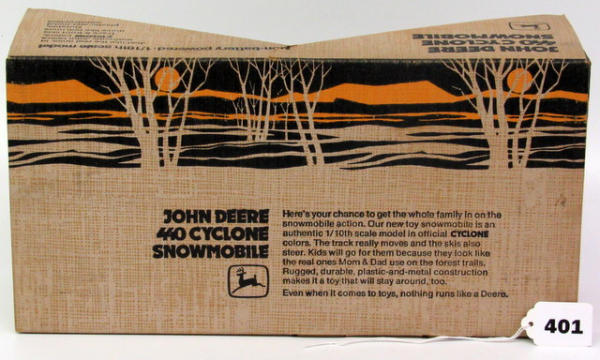 non-battery powered 1/10th scale model
JOHN DEERE
440 CYCLONE
SNOWMOBILE
JOHN DEERE
440 CYCLONE
SNOWMOBILE
Here's your chance to get the whole family in on the
snowmobile action. Our new toy snowmobile is an
authentic 1/10th scale model in official CYCLONE
colors. The track really moves and the skis also
steer. Kids will go for them because they look like
the real ones Mom & Dad use on the forest trails.
Rugged, durable, plastic-and-metal construction
makes it a toy that will stay around, too.
Even when it comes to toys, nothing runs like a Deere.
401